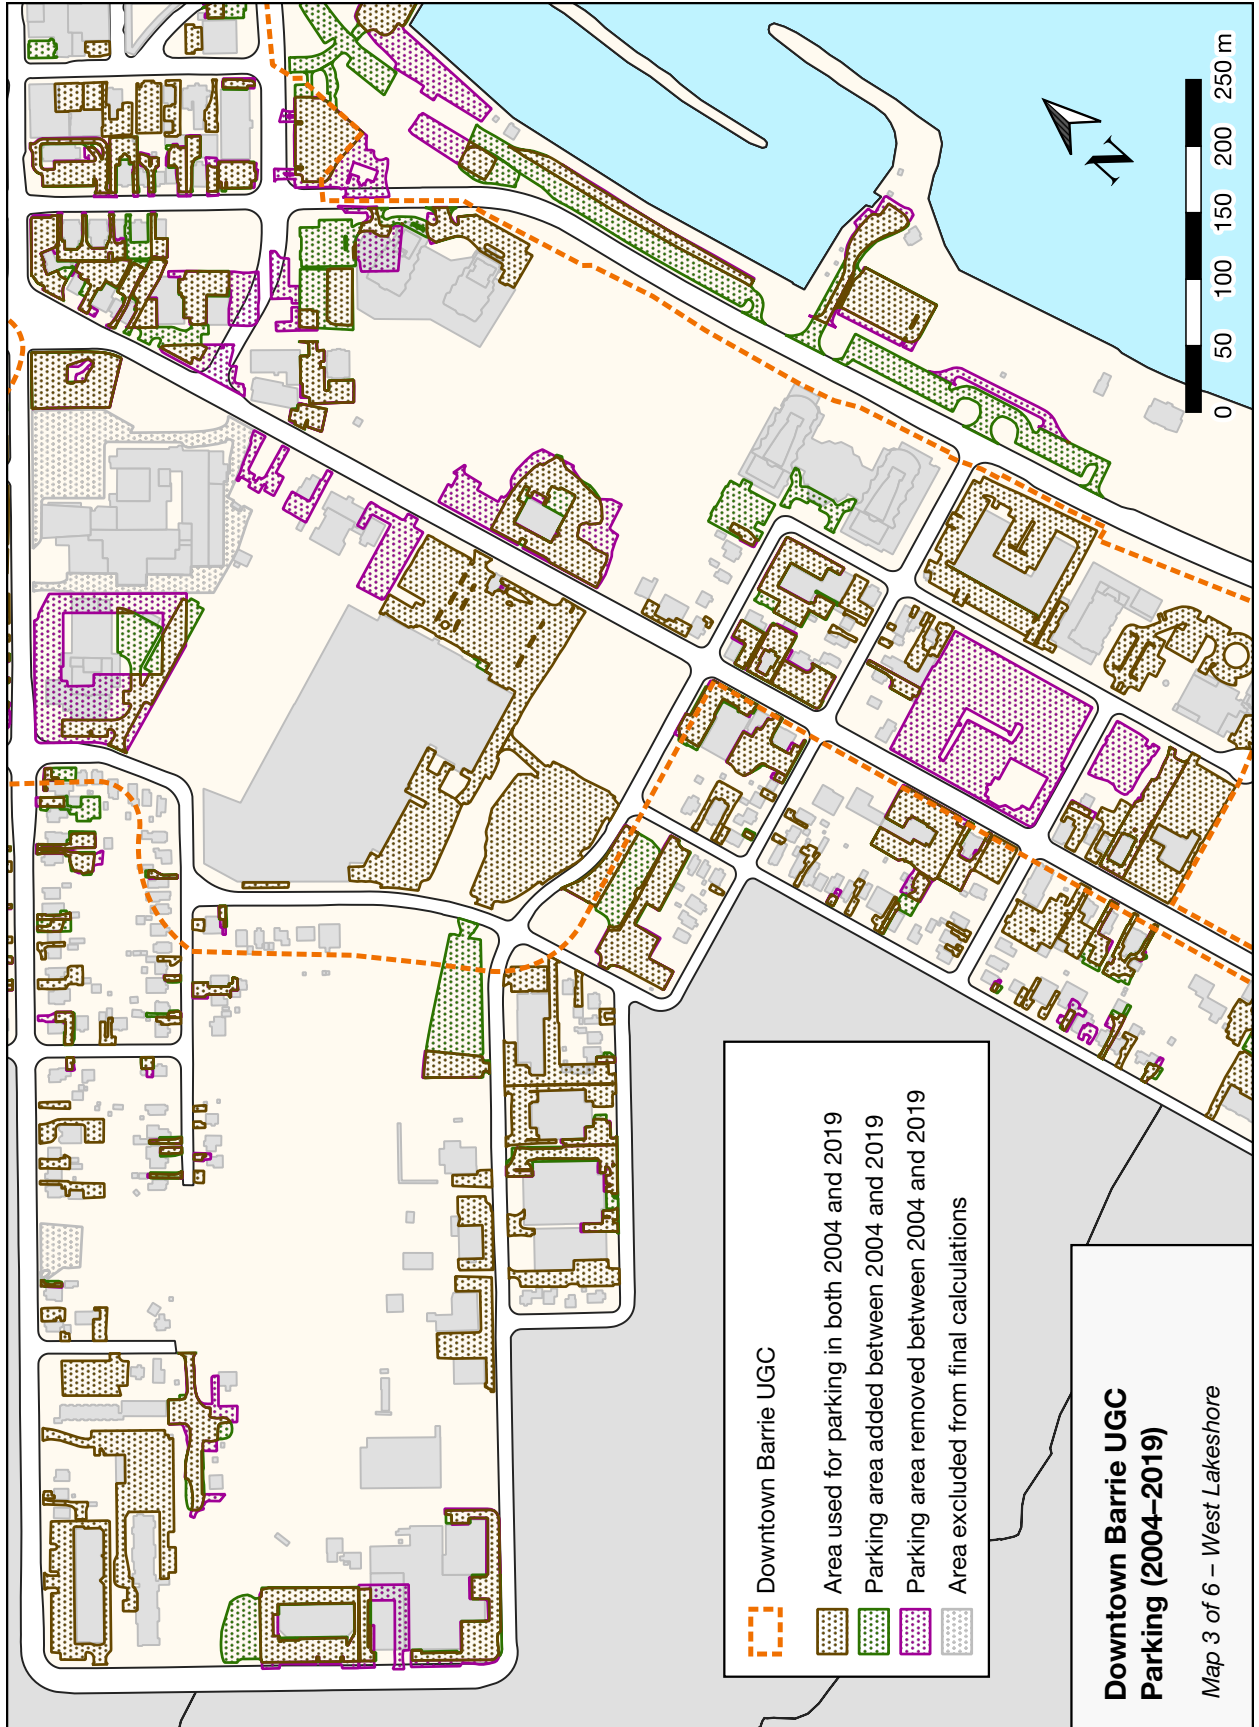 Downtown Barrie UGC
Parking (2004–2019)
Map 3 of 6 – West Lakeshore
Downtown Barrie UGC
Area used for parking in both 2004 and 2019
Parking area added between 2004 and 2019
Parking area removed between 2004 and 2019
Area excluded from final calculations
N
0 50 100 150 200 250 m